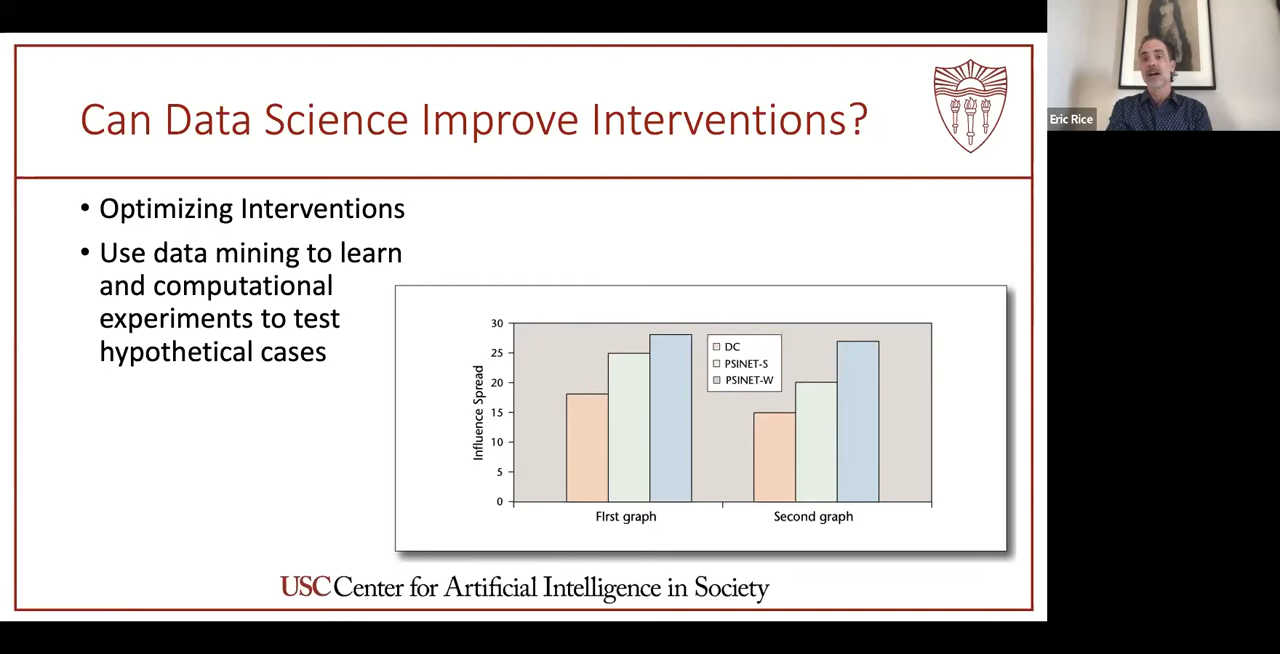 Can Data Science Improve Interventions?
Eric Rice
• Optimizing Interventions
• Use data mining to learn
and computational
experiments to test
hypothetical cases
30
25
20
15
10
5
0
Influence Spread
DC
PSINET-S
PSINET-W
FIrst graph
Second graph
USC Center for Artificial Intelligence in Society